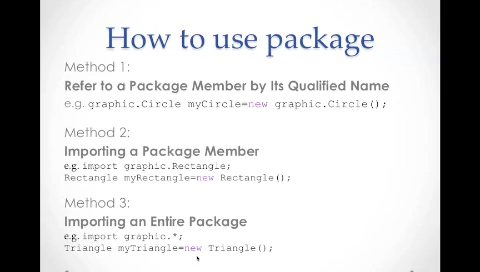 How to use package
Method 1:
Refer to a Package Member by Its Qualified Name
e.g. graphic.Circle myCircle=new graphic.Circle();
Method 2:
Importing a Package Member
e.g. import graphic.Rectangle;
Rectangle myRectangle=new Rectangle();
Method 3:
Importing an Entire Package
e.g. import graphic.*;
Triangle myTriangle=new Triangle();